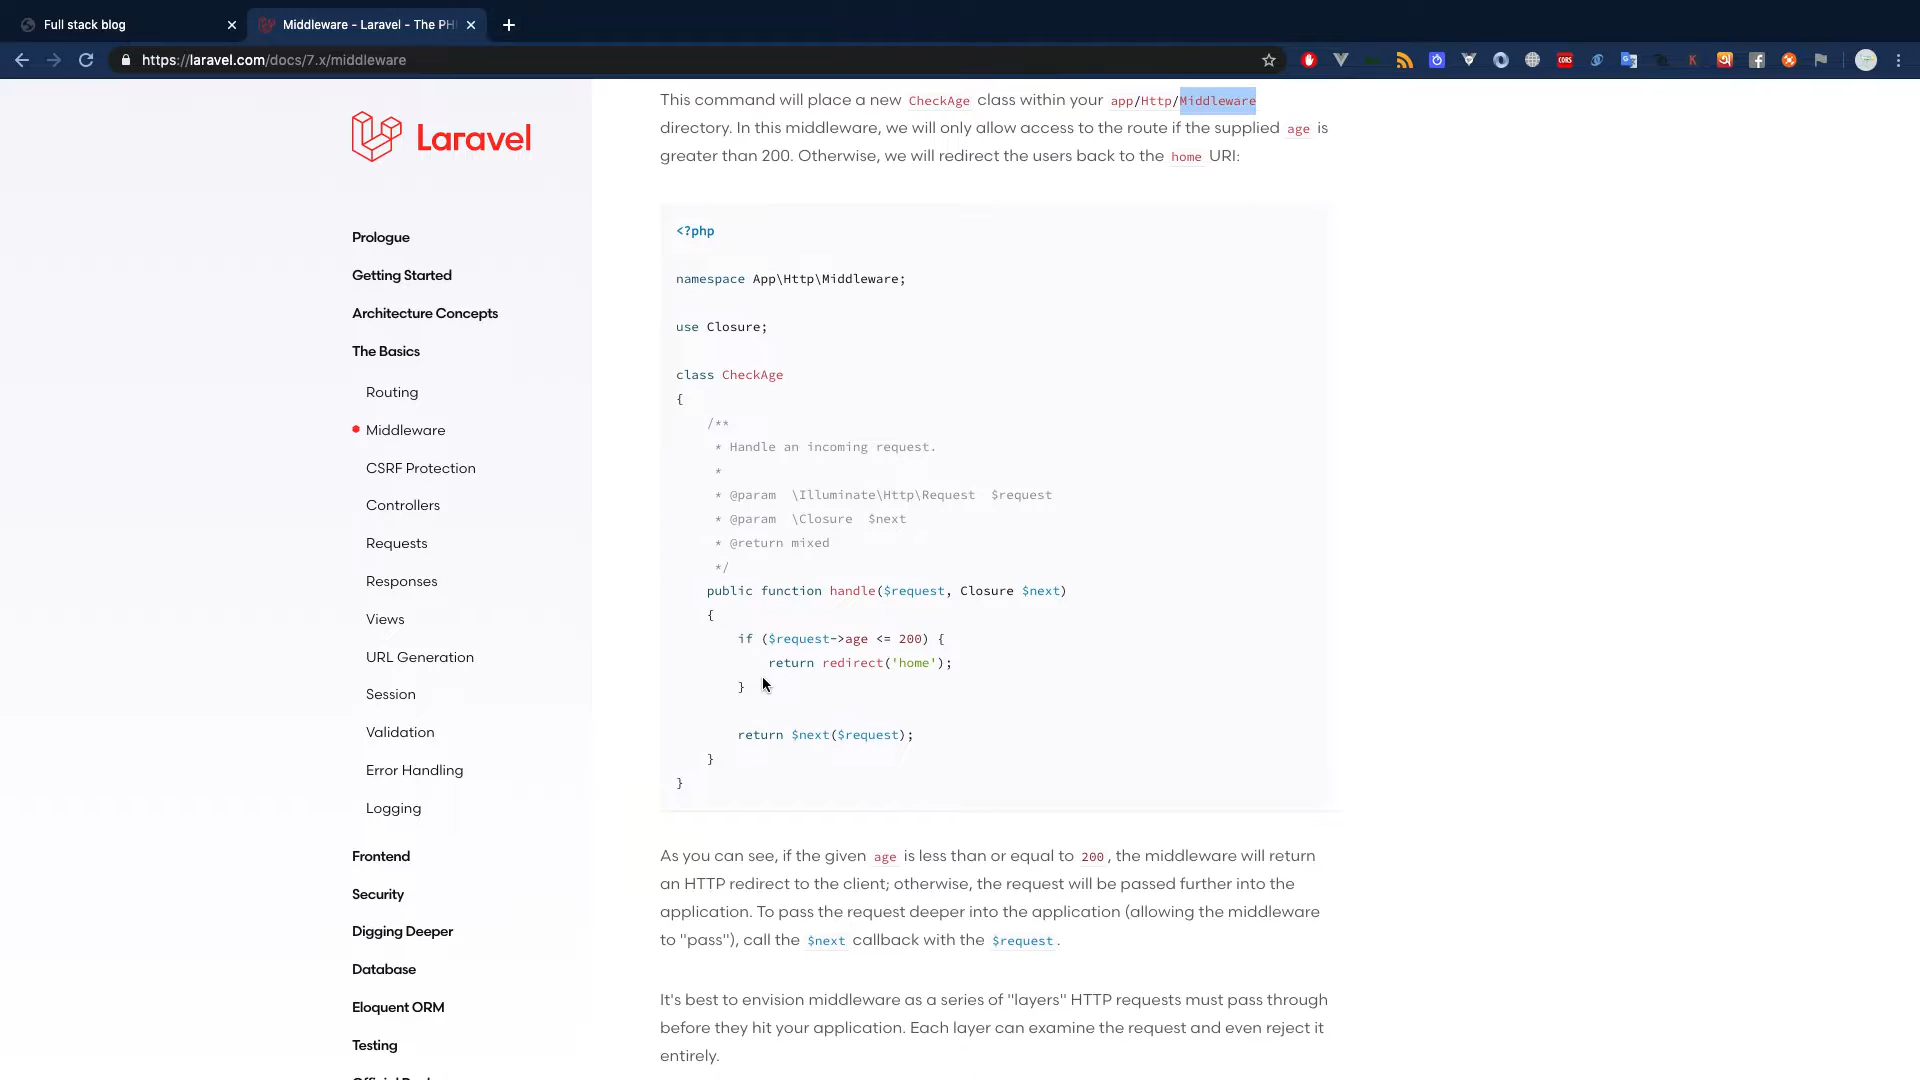 Full stack blog
Middleware - Laravel - The PH
https://laravel.com/docs/7.x/middleware
CORS
K
Laravel
Prologue
Getting Started
Architecture Concepts
The Basics
Routing
Middleware
CSRF Protection
Controllers
Requests
Responses
Views
URL Generation
Session
Validation
Error Handling
Logging
Frontend
Security
Digging Deeper
Database
Eloquent ORM
Testing
This command will place a new CheckAge class within your app/Http/Middleware
directory. In this middleware, we will only allow access to the route if the supplied age is
greater than 200. Otherwise, we will redirect the users back to the home URI:
<?php
namespace App\Http\Middleware;
use Closure;
class CheckAge
{
/**
* Handle an incoming request.
*
* @param  \Illuminate\Http\Request  $request
* @param  \Closure  $next
* @return mixed
*/
public function handle($request, Closure $next)
{
if ($request->age <= 200) {
return redirect('home');
}
return $next($request);
}
}
As you can see, if the given age is less than or equal to 200, the middleware will return
an HTTP redirect to the client; otherwise, the request will be passed further into the
application. To pass the request deeper into the application (allowing the middleware
to "pass"), call the $next callback with the $request.
It's best to envision middleware as a series of "layers" HTTP requests must pass through
before they hit your application. Each layer can examine the request and even reject it
entirely.